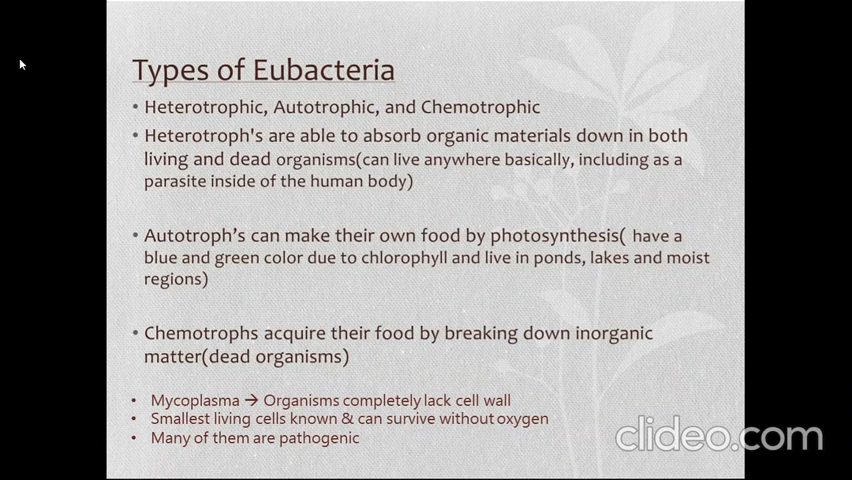 Types of Eubacteria
• Heterotrophic, Autotrophic, and Chemotrophic
• Heterotroph's are able to absorb organic materials down in both
living and dead organisms(can live anywhere basically, including as a
parasite inside of the human body)
• Autotroph’s can make their own food by photosynthesis( have a
blue and green color due to chlorophyll and live in ponds, lakes and moist
regions)
• Chemotrophs acquire their food by breaking down inorganic
matter(dead organisms)
• Mycoplasma → Organisms completely lack cell wall
• Smallest living cells known & can survive without oxygen
• Many of them are pathogenic
clideo.com